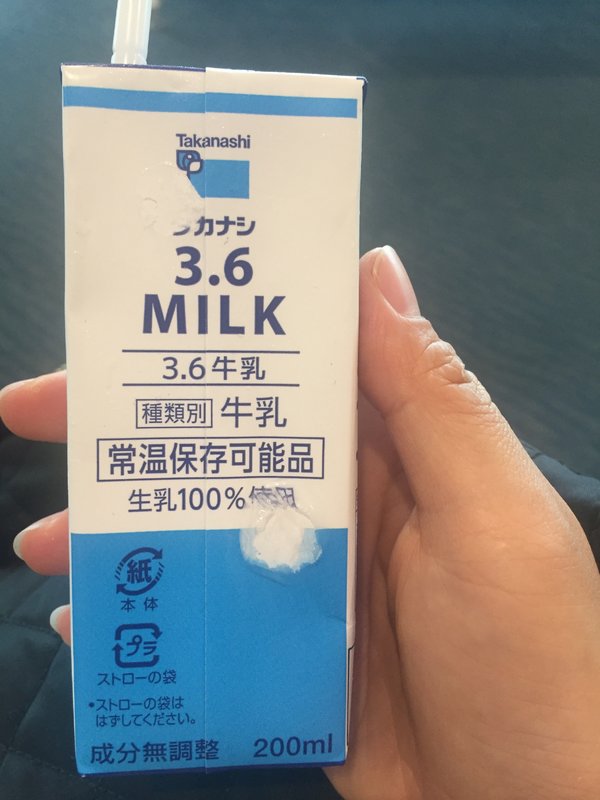 Takanashi
タカナシ
3.6
MILK
3.6牛乳
種類別 牛乳
常温保存可能品
生乳100%使用
紙
本体
プラ
ストローの袋
•ストローの袋は
はずしてください。
成分無調整 200ml